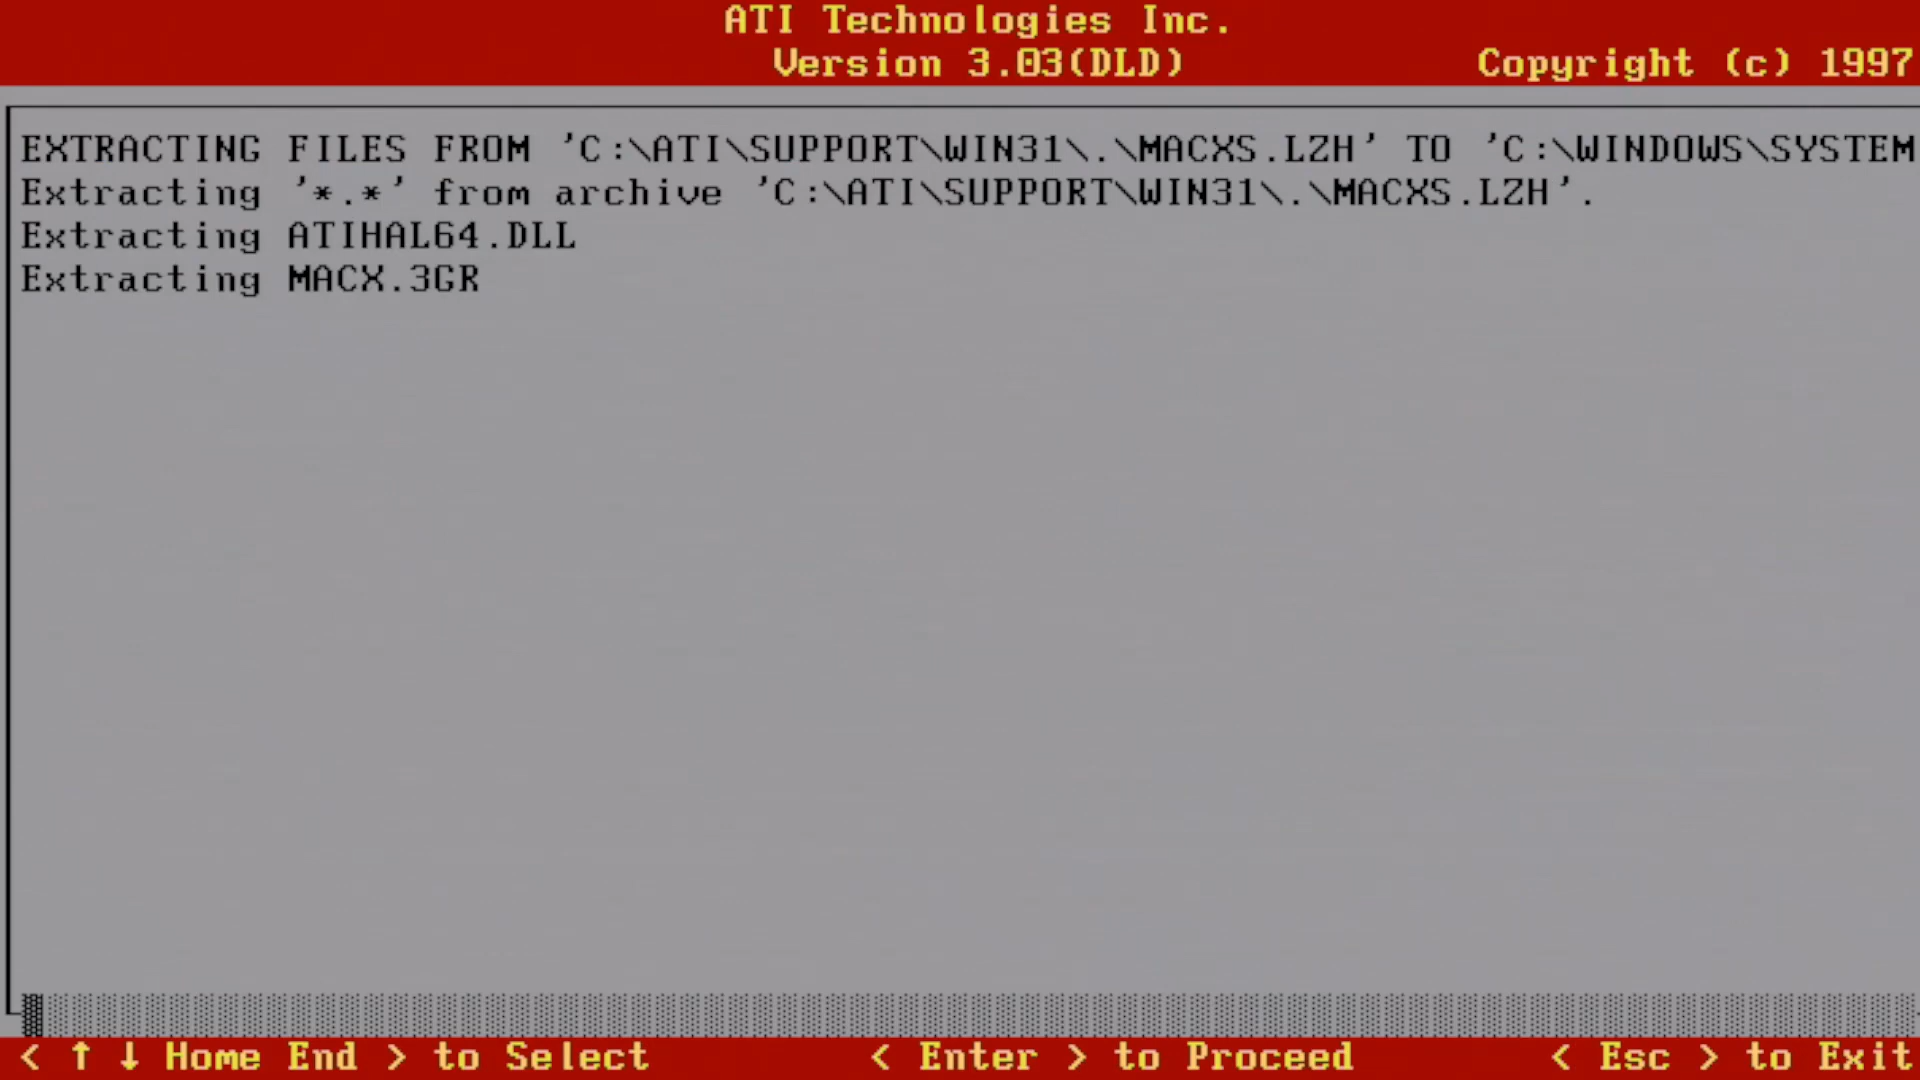 ATI Technologies Inc.
Version 3.03(DLD) Copyright (c) 1997
EXTRACTING FILES FROM 'C:\ATI\SUPPORT\WIN31\.\MACXS.LZH' TO 'C:\WINDOWS\SYSTEM
Extracting '*.*' from archive 'C:\ATI\SUPPORT\WIN31\.\MACXS.LZH'.
Extracting ATIHAL64.DLL
Extracting MACX.3GR
< ↑ ↓ Home End > to Select < Enter > to Proceed < Esc > to Exit